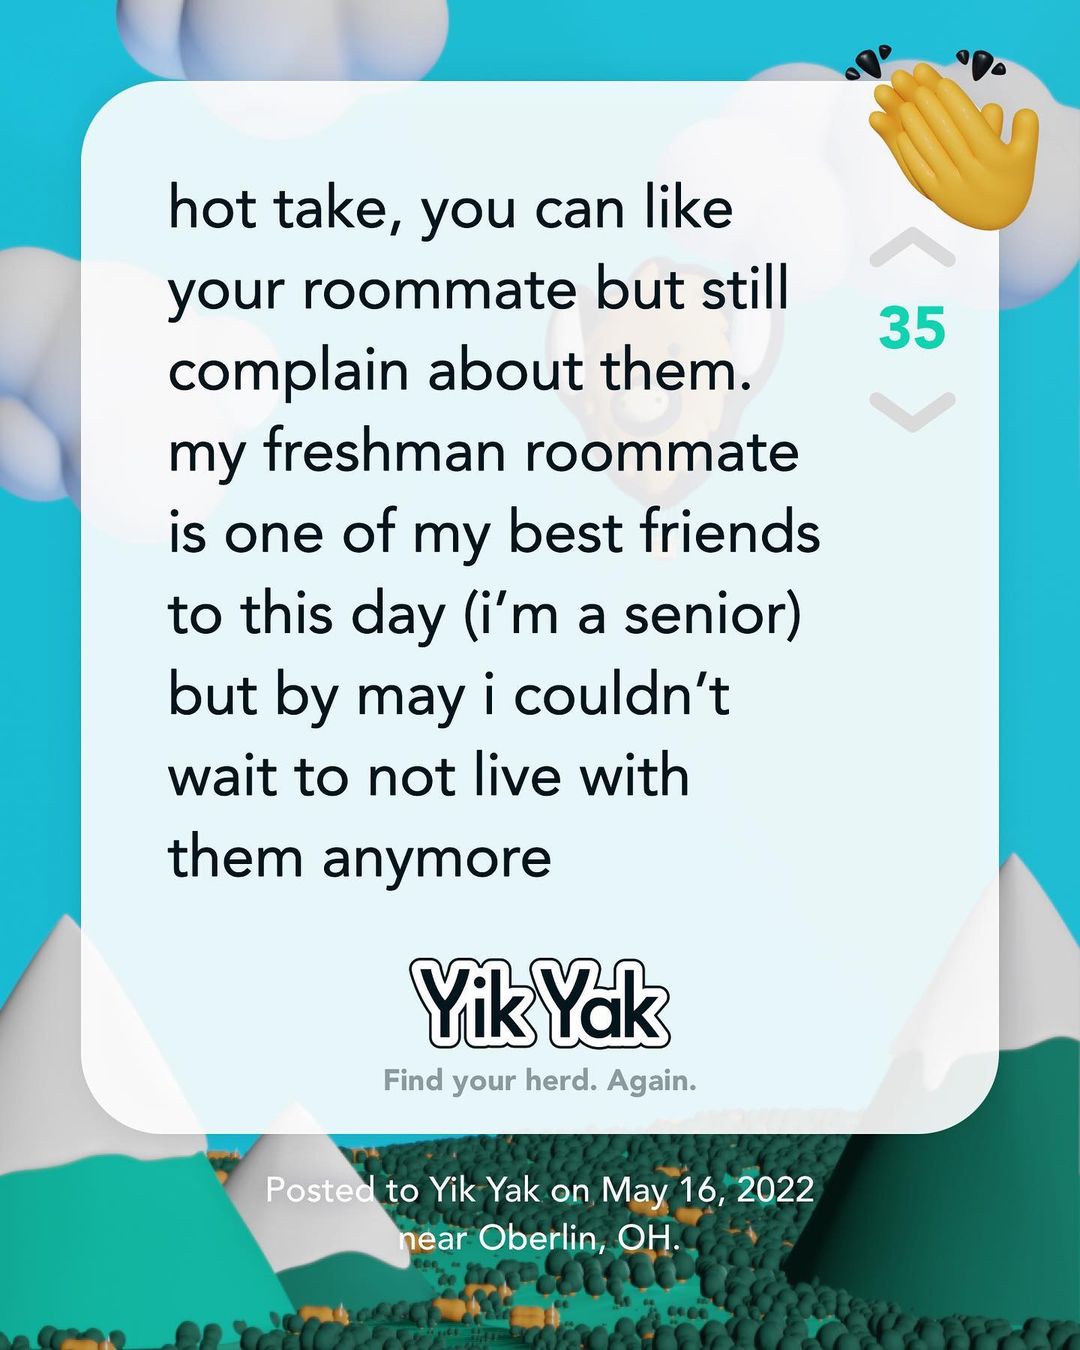 hot take, you can like
your roommate but still
complain about them.
my freshman roommate
is one of my best friends
to this day (i’m a senior)
but by may i couldn’t
wait to not live with
them anymore
35
Yik Yak
Find your herd. Again.
Posted to Yik Yak on May 16, 2022
near Oberlin, OH.